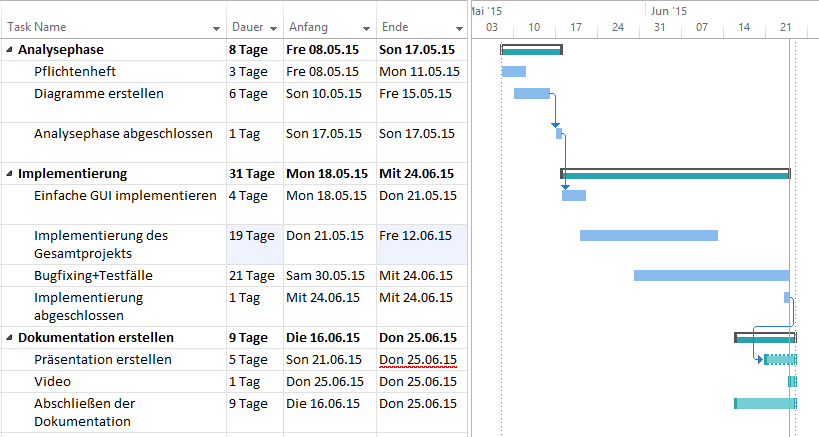 Mai '15 Jun '15
Task Name Dauer Anfang Ende 03 10 17 24 31 07 14 21
Analysephase 8 Tage Fre 08.05.15 Son 17.05.15
Pflichtenheft 3 Tage Fre 08.05.15 Mon 11.05.15
Diagramme erstellen 6 Tage Son 10.05.15 Fre 15.05.15
Analysephase abgeschlossen 1 Tag Son 17.05.15 Son 17.05.15
Implementierung 31 Tage Mon 18.05.15 Mit 24.06.15
Einfache GUI implementieren 4 Tage Mon 18.05.15 Don 21.05.15
Implementierung des 19 Tage Don 21.05.15 Fre 12.06.15
Gesamtprojekts
Bugfixing+Testfälle 21 Tage Sam 30.05.15 Mit 24.06.15
Implementierung 1 Tag Mit 24.06.15 Mit 24.06.15
abgeschlossen
Dokumentation erstellen 9 Tage Die 16.06.15 Don 25.06.15
Präsentation erstellen 5 Tage Son 21.06.15 Don 25.06.15
Video 1 Tag Don 25.06.15 Don 25.06.15
Abschließen der 9 Tage Die 16.06.15 Don 25.06.15
Dokumentation